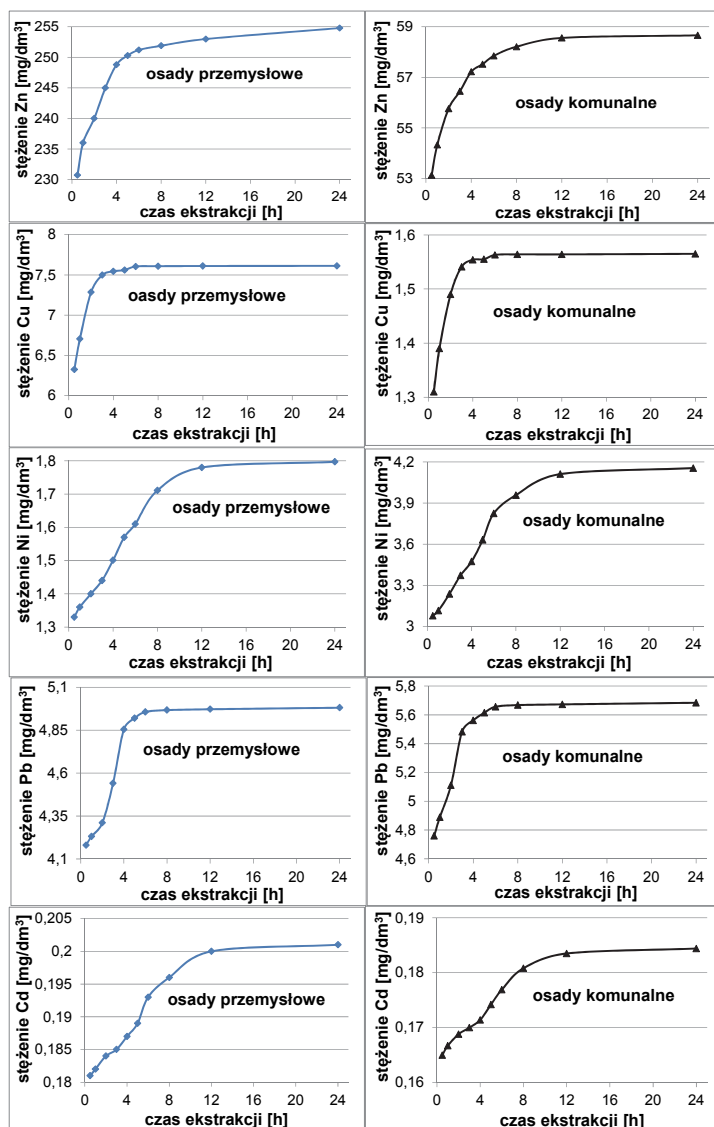 255
250
245
240
235
230
stężenie Zn [mg/dm³]
osady przemysłowe
0 4 8 12 16 20 24
czas ekstrakcji [h]
59
57
55
53
stężenie Zn [mg/dm³]
osady komunalne
0 4 8 12 16 20 24
czas ekstrakcji [h]
8
7,5
7
6,5
6
stężenie Cu [mg/dm³]
oasdy przemysłowe
0 4 8 12 16 20 24
czas ekstrakcji [h]
1,6
1,5
1,4
1,3
stężenie Cu [mg/dm³]
osady komunalne
0 4 8 12 16 20 24
czas ekstrakcji [h]
1,8
1,7
1,6
1,5
1,4
1,3
stężenie Ni [mg/dm³]
osady przemysłowe
0 4 8 12 16 20 24
czas ekstrakcji [h]
4,2
3,9
3,6
3,3
3
stężenie Ni [mg/dm³]
osady komunalne
0 4 8 12 16 20 24
czas ekstrakcji [h]
5,1
4,85
4,6
4,35
4,1
stężenie Pb [mg/dm³]
osady przemysłowe
0 4 8 12 16 20 24
czas ekstrakcji [h]
5,8
5,6
5,4
5,2
5
4,8
4,6
stężenie Pb [mg/dm³]
osady komunalne
0 4 8 12 16 20 24
czas ekstrakcji [h]
0,205
0,2
0,195
0,19
0,185
0,18
stężenie Cd [mg/dm³]
osady przemysłowe
0 4 8 12 16 20 24
czas ekstrakcji [h]
0,19
0,18
0,17
0,16
stężenie Cd [mg/dm³]
osady komunalne
0 4 8 12 16 20 24
czas ekstrakcji [h]